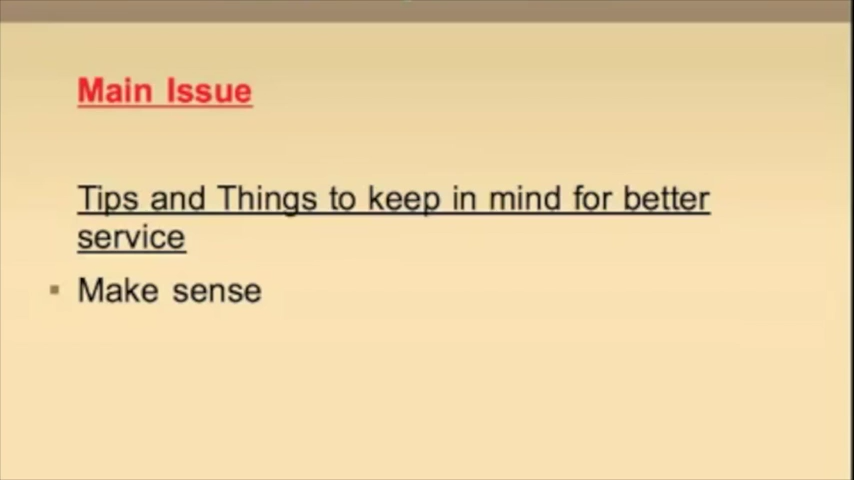 Main Issue
Tips and Things to keep in mind for better
service
Make sense